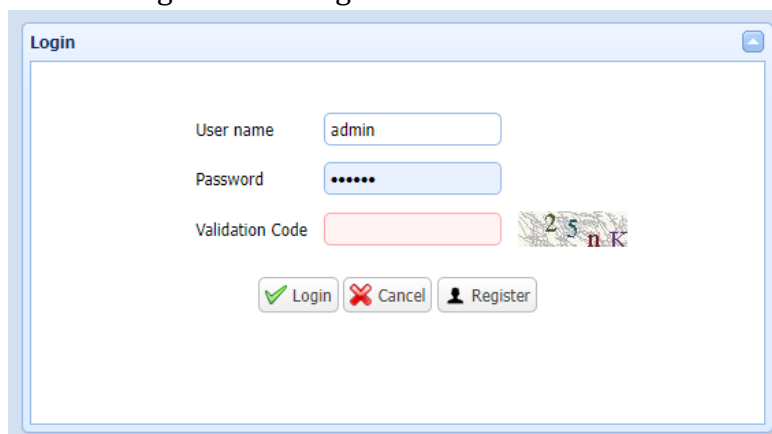 Login
User name admin
Password ••••••
Validation Code 25nK
Login Cancel Register